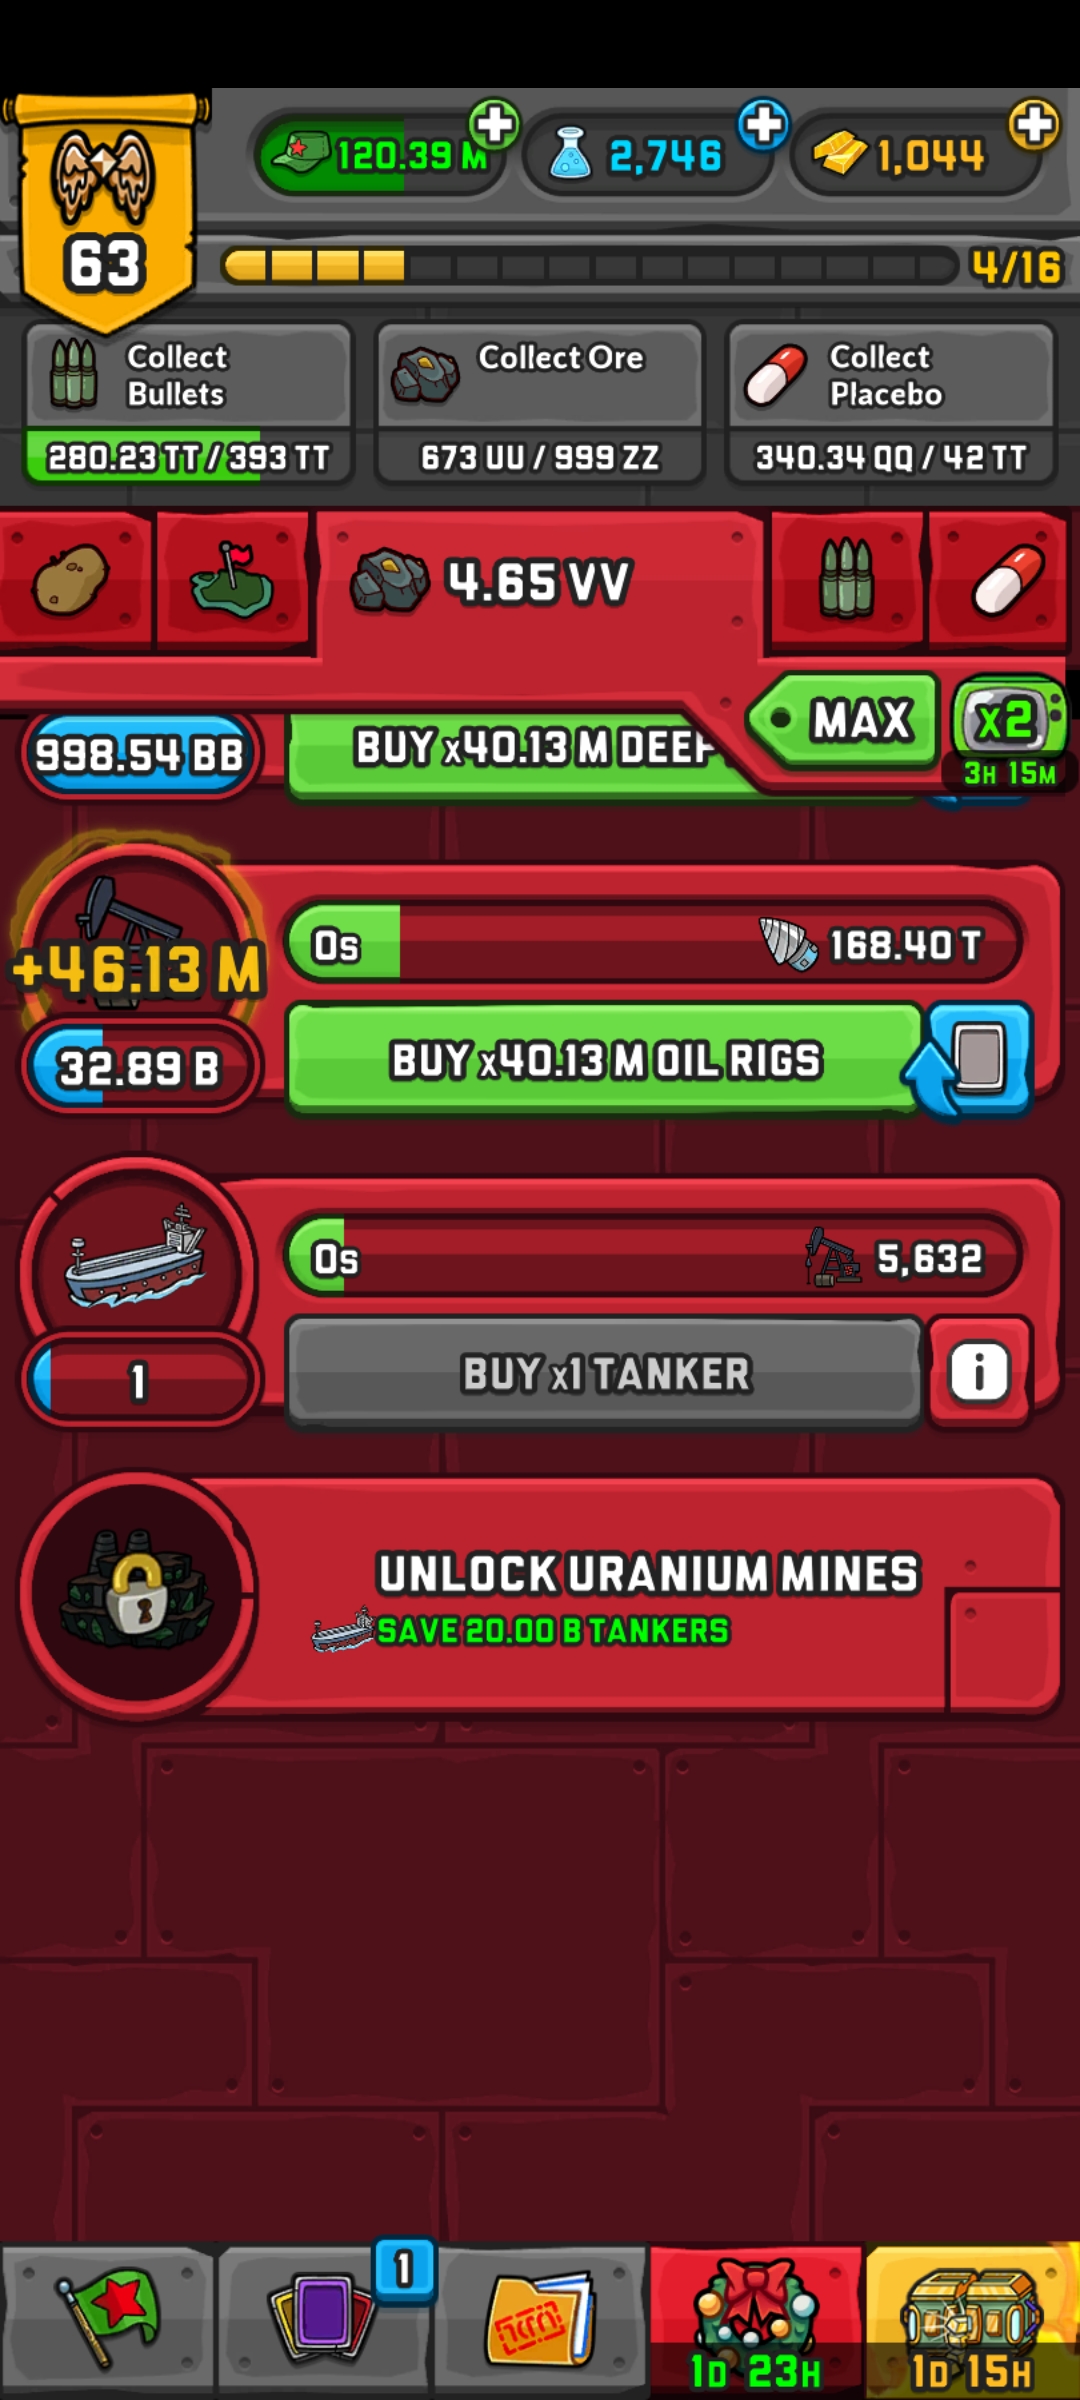 120.39 M
2,746
1,044
63
4/16
Collect
Bullets
280.23 TT / 393 TT
Collect Ore
673 UU / 999 ZZ
Collect
Placebo
340.34 QQ / 42 TT
4.65 VV
MAX
x2
3H 15M
998.54 BB
BUY x40.13 M DEEP
+46.13 M
0s
168.40 T
32.89 B
BUY x40.13 M OIL RIGS
0s
5,632
1
BUY x1 TANKER
i
UNLOCK URANIUM MINES
SAVE 20.00 B TANKERS
1
1D 23H
1D 15H